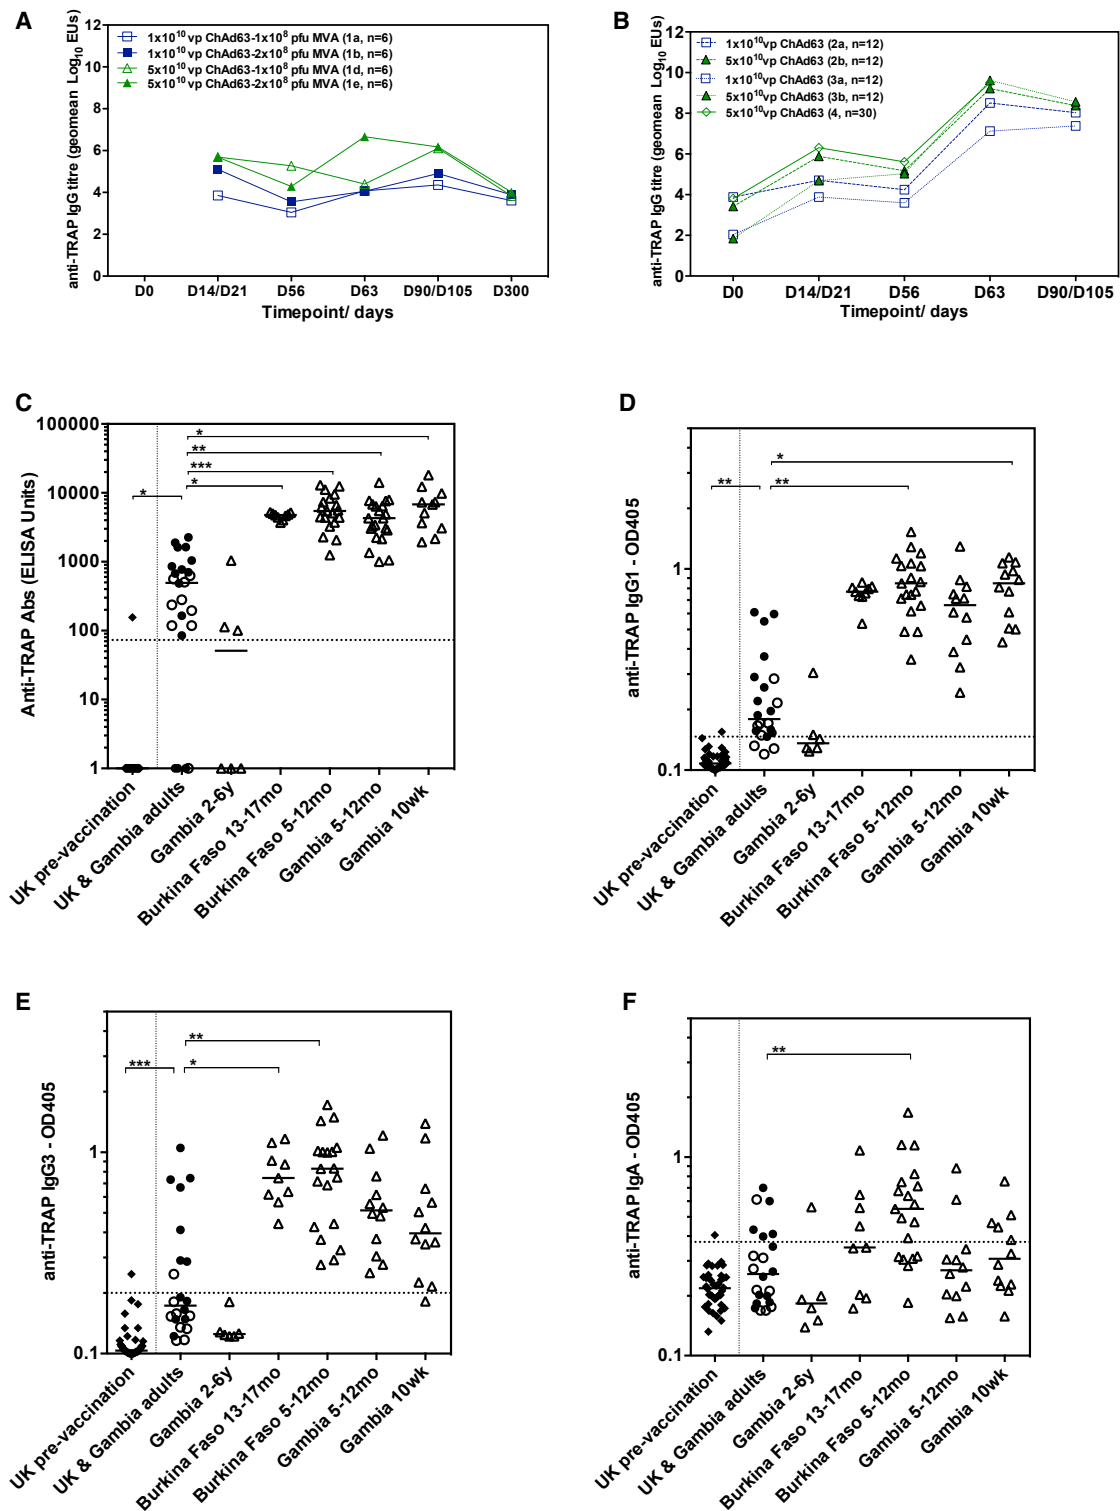 A
anti-TRAP IgG titre (geomean Log10 EUs)
12
10
8
6
4
2
0
1x10^10 vp ChAd63-1x10^8 pfu MVA (1a, n=6)
1x10^10 vp ChAd63-2x10^8 pfu MVA (1b, n=6)
5x10^10 vp ChAd63-1x10^8 pfu MVA (1d, n=6)
5x10^10 vp ChAd63-2x10^8 pfu MVA (1e, n=6)
D0 D14/D21 D56 D63 D90/D105 D300
Timepoint/ days
B
anti-TRAP IgG titre (geomean Log10 EUs)
12
10
8
6
4
2
0
1x10^10 vp ChAd63 (2a, n=12)
5x10^10 vp ChAd63 (2b, n=12)
1x10^10 vp ChAd63 (3a, n=12)
5x10^10 vp ChAd63 (3b, n=12)
5x10^10 vp ChAd63 (4, n=30)
D0 D14/D21 D56 D63 D90/D105
Timepoint/ days
C
Anti-TRAP Abs (ELISA Units)
100000
10000
1000
100
10
1
*
**
***
*
*
UK pre-vaccination
UK & Gambia adults
Gambia 2-6y
Burkina Faso 13-17mo
Burkina Faso 5-12mo
Gambia 5-12mo
Gambia 10wk
D
anti-TRAP IgG1 - OD405
1
0.1
*
** **
UK pre-vaccination
UK & Gambia adults
Gambia 2-6y
Burkina Faso 13-17mo
Burkina Faso 5-12mo
Gambia 5-12mo
Gambia 10wk
E
anti-TRAP IgG3 - OD405
1
0.1
**
*** *
UK pre-vaccination
UK & Gambia adults
Gambia 2-6y
Burkina Faso 13-17mo
Burkina Faso 5-12mo
Gambia 5-12mo
Gambia 10wk
F
anti-TRAP IgA - OD405
1
0.1
**
UK pre-vaccination
UK & Gambia adults
Gambia 2-6y
Burkina Faso 13-17mo
Burkina Faso 5-12mo
Gambia 5-12mo
Gambia 10wk